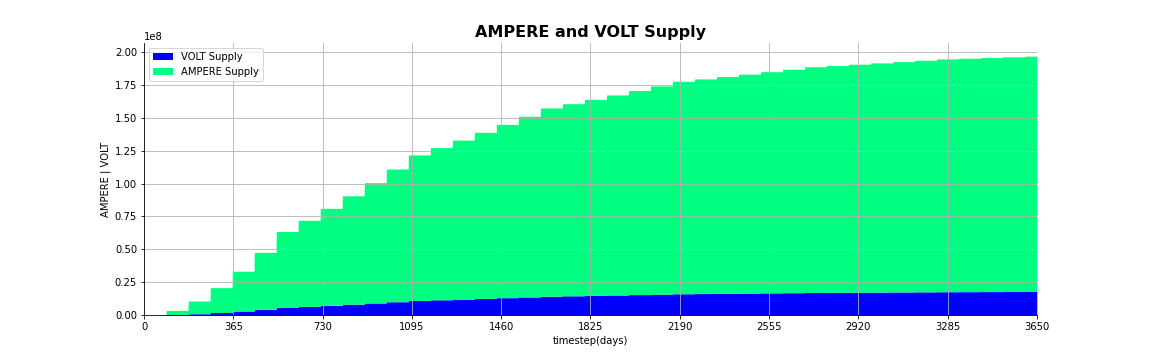 AMPERE and VOLT Supply
1e8
VOLT Supply
AMPERE Supply
2.00
1.75
1.50
1.25
1.00
0.75
0.50
0.25
0.00
AMPERE | VOLT
0 365 730 1095 1460 1825 2190 2555 2920 3285 3650
timestep(days)